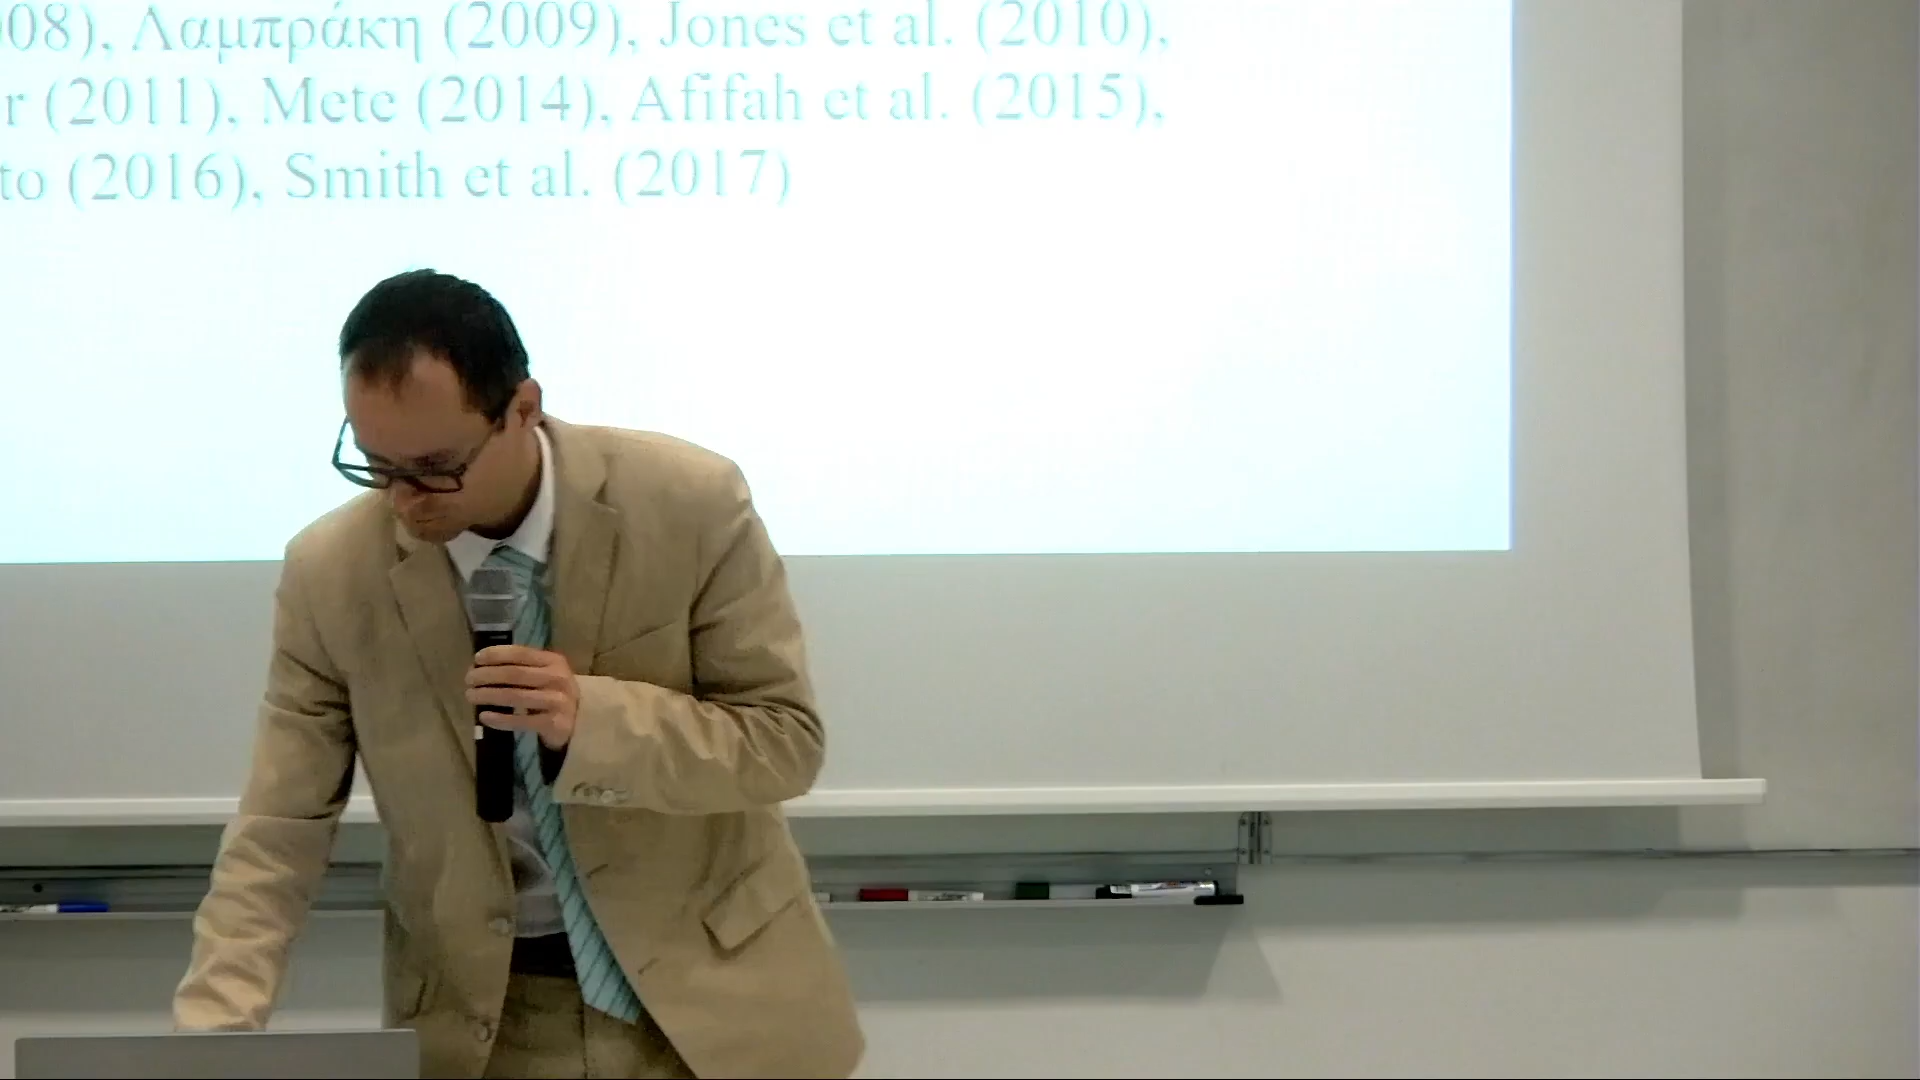 08), Λαμπράκη (2009), Jones et al. (2010),
r (2011), Mete (2014), Afifah et al. (2015),
to (2016), Smith et al. (2017)